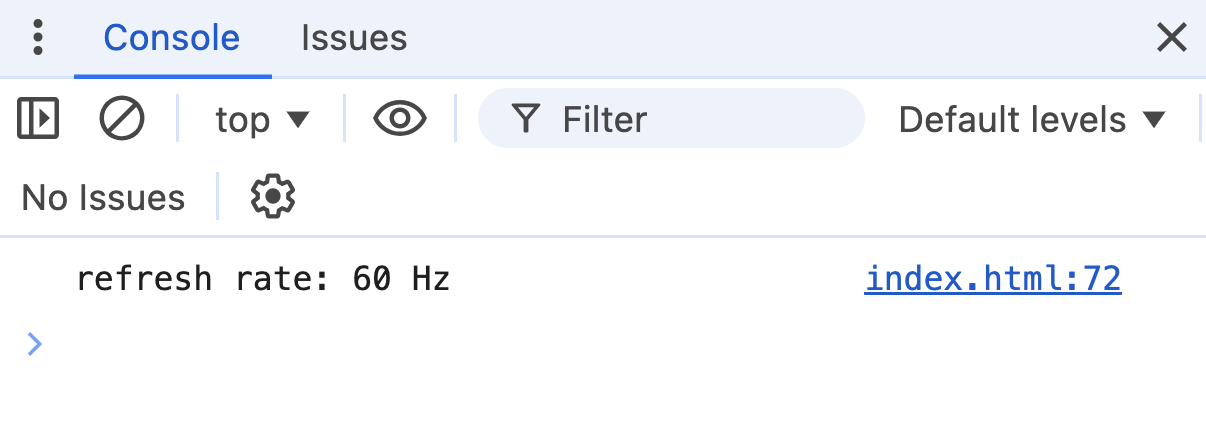 Console Issues
top Filter Default levels
No Issues
refresh rate: 60 Hz index.html:72